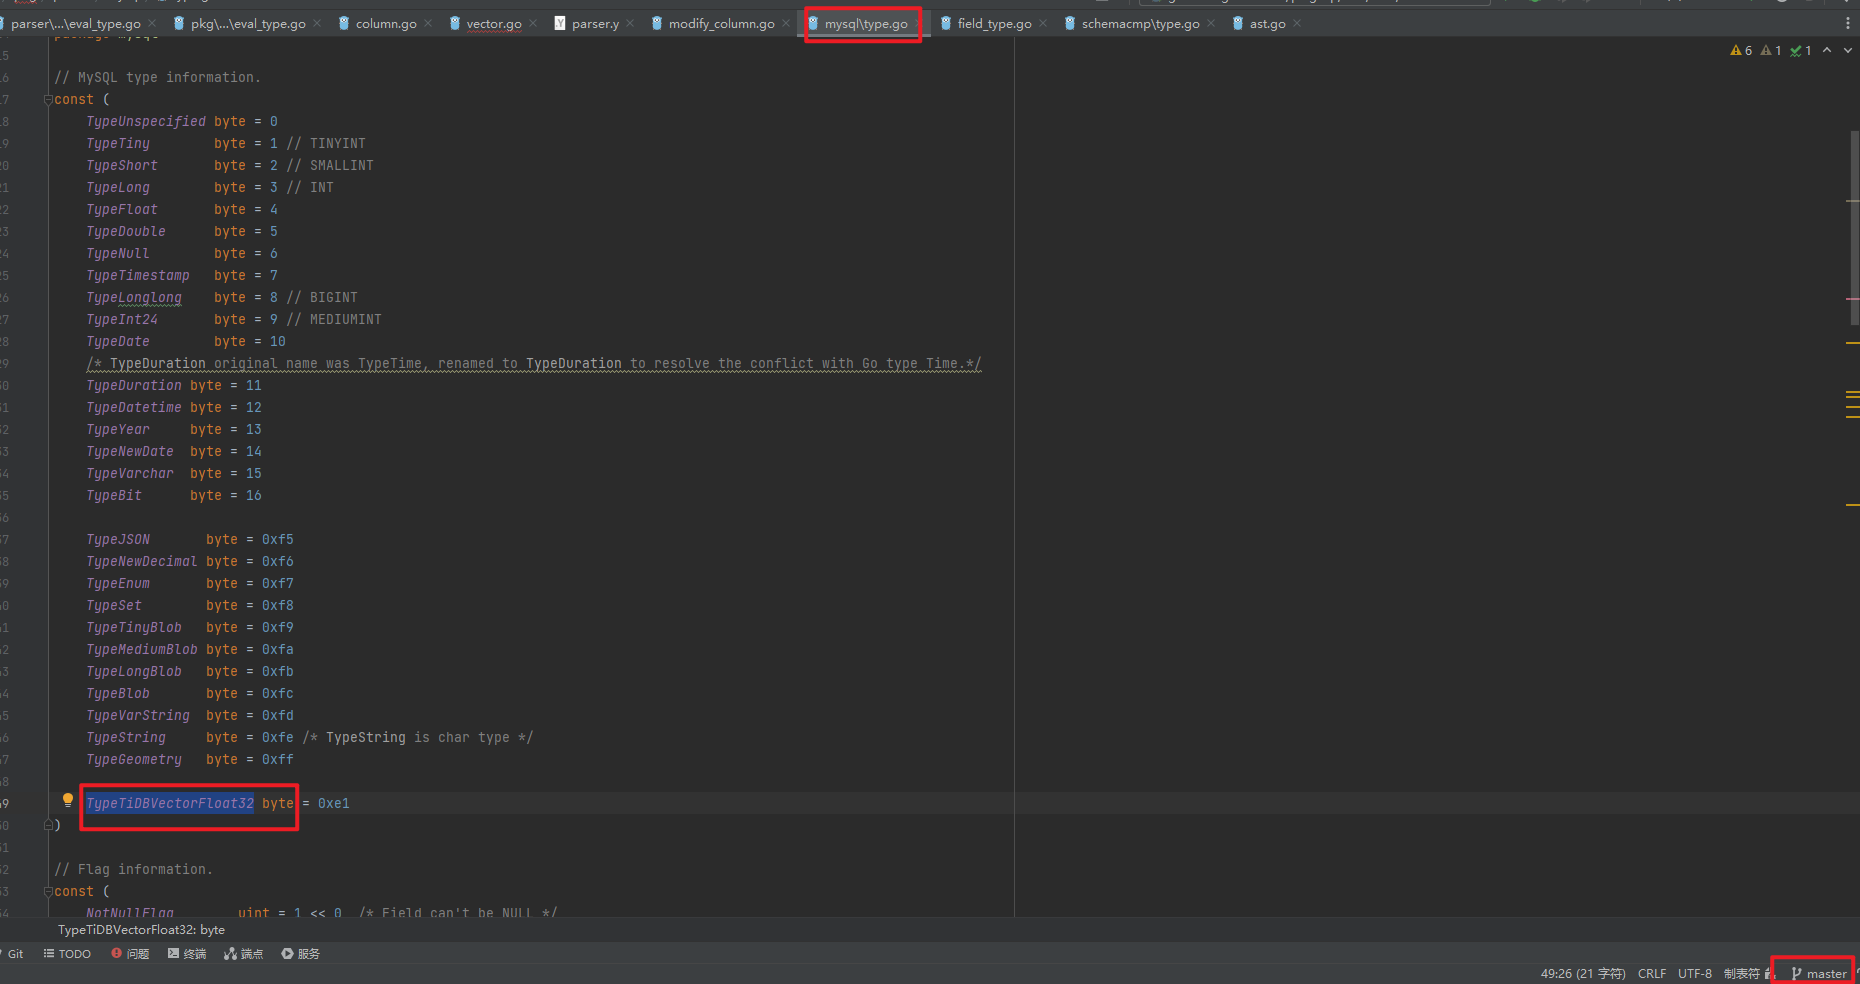 parser\...\eval_type.go pkg\...\eval_type.go column.go vector.go parser.y modify_column.go mysql\type.go field_type.go schemacmp\type.go ast.go
6 1 1
// MySQL type information.
const (
TypeUnspecified byte = 0
TypeTiny byte = 1 // TINYINT
TypeShort byte = 2 // SMALLINT
TypeLong byte = 3 // INT
TypeFloat byte = 4
TypeDouble byte = 5
TypeNull byte = 6
TypeTimestamp byte = 7
TypeLonglong byte = 8 // BIGINT
TypeInt24 byte = 9 // MEDIUMINT
TypeDate byte = 10
/* TypeDuration original name was TypeTime, renamed to TypeDuration to resolve the conflict with Go type Time.*/
TypeDuration byte = 11
TypeDatetime byte = 12
TypeYear byte = 13
TypeNewDate byte = 14
TypeVarchar byte = 15
TypeBit byte = 16
TypeJSON byte = 0xf5
TypeNewDecimal byte = 0xf6
TypeEnum byte = 0xf7
TypeSet byte = 0xf8
TypeTinyBlob byte = 0xf9
TypeMediumBlob byte = 0xfa
TypeLongBlob byte = 0xfb
TypeBlob byte = 0xfc
TypeVarString byte = 0xfd
TypeString byte = 0xfe /* TypeString is char type */
TypeGeometry byte = 0xff
TypeTiDBVectorFloat32 byte = 0xe1
)
// Flag information.
const (
NotNullFlag uint = 1 << 0 /* Field can't be NULL */
TypeTiDBVectorFloat32: byte
Git TODO 问题 终端 端点 服务
49:26 (21 字符) CRLF UTF-8 制表符 master